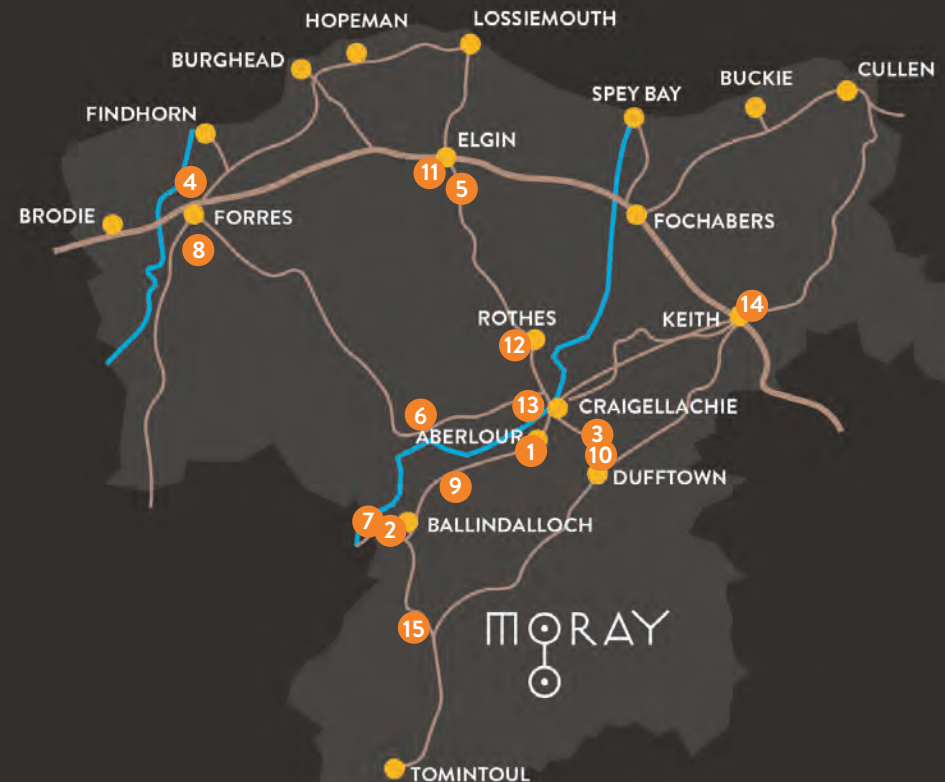 HOPEMAN
LOSSIEMOUTH
BURGHEAD
BUCKIE
CULLEN
SPEY BAY
FINDHORN
ELGIN
11
5
4
BRODIE
FORRES
FOCHABERS
8
14
ROTHES
KEITH
12
13
CRAIGELLACHIE
6
ABERLOUR
3
1
10
DUFFTOWN
9
7
2
BALLINDALLOCH
15
MORAY
TOMINTOUL